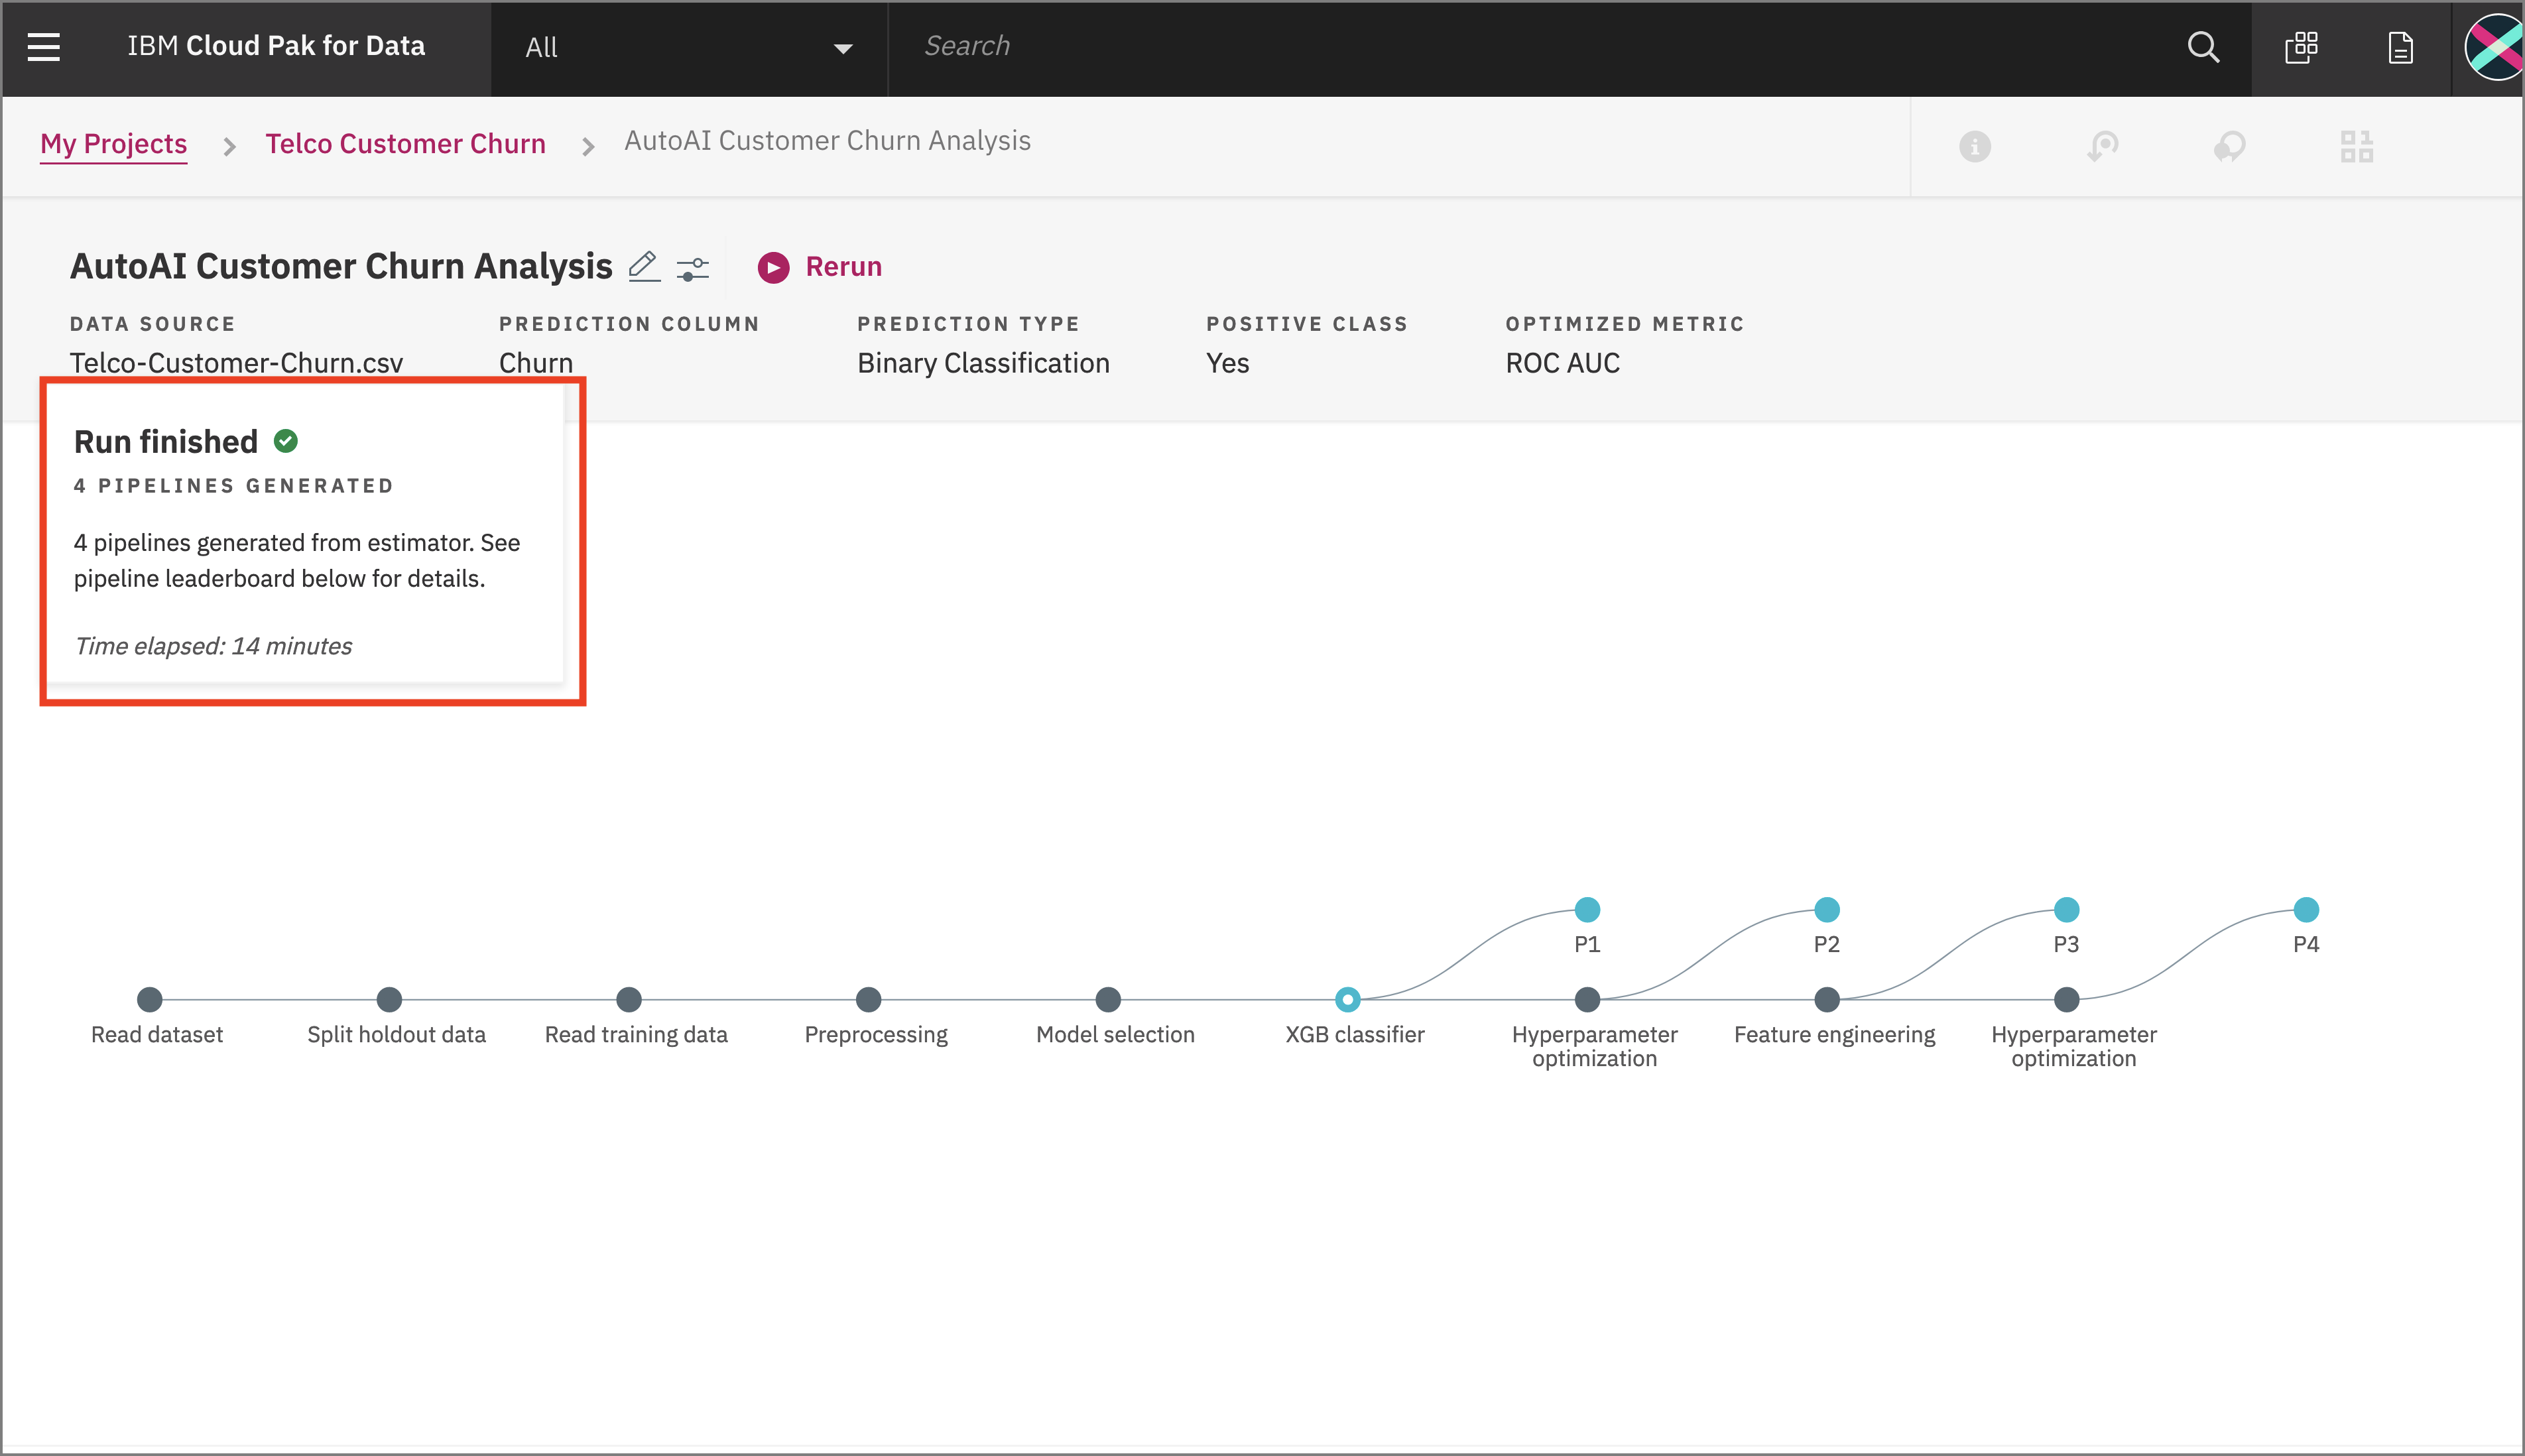 IBM Cloud Pak for Data
All
Search
My Projects
Telco Customer Churn
AutoAI Customer Churn Analysis
AutoAI Customer Churn Analysis
Rerun
DATA SOURCE
PREDICTION COLUMN
PREDICTION TYPE
POSITIVE CLASS
OPTIMIZED METRIC
Telco-Customer-Churn.csv
Churn
Binary Classification
Yes
ROC AUC
Run finished
4 PIPELINES GENERATED
4 pipelines generated from estimator. See
pipeline leaderboard below for details.
Time elapsed: 14 minutes
P1
P2
P3
P4
Read dataset
Split holdout data
Read training data
Preprocessing
Model selection
XGB classifier
Hyperparameter
optimization
Feature engineering
Hyperparameter
optimization